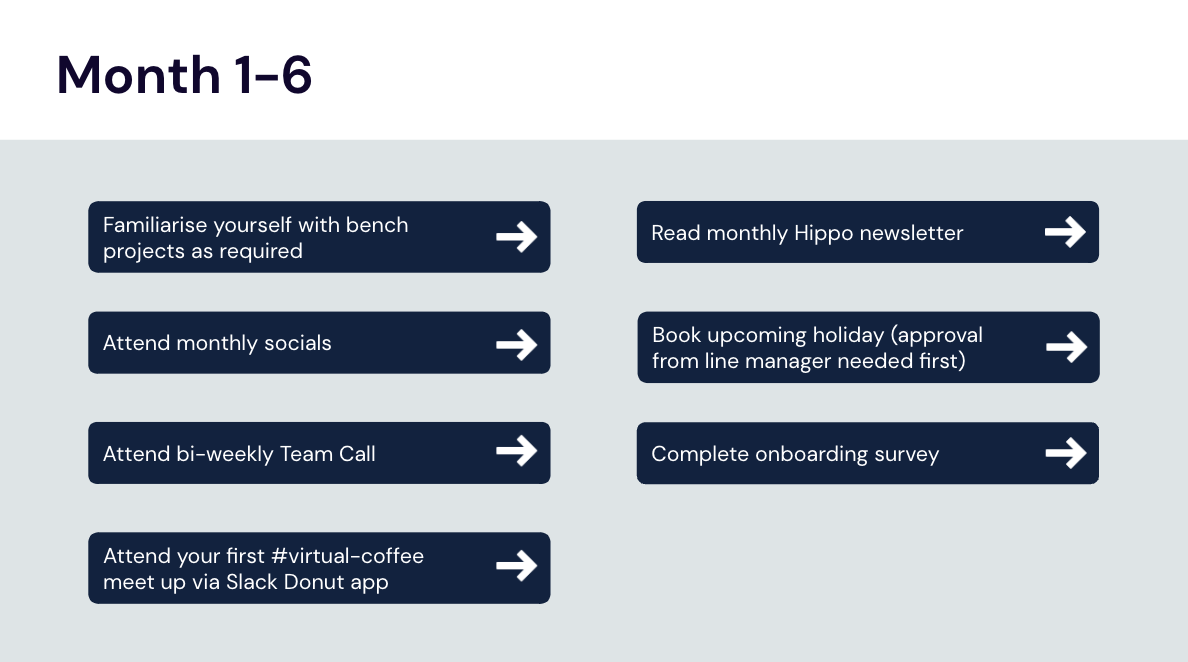 Month 1–6
Familiarise yourself with bench
projects as required
Attend monthly socials
Attend bi-weekly Team Call
Attend your first #virtual-coffee
meet up via Slack Donut app
Read monthly Hippo newsletter
Book upcoming holiday (approval
from line manager needed first)
Complete onboarding survey